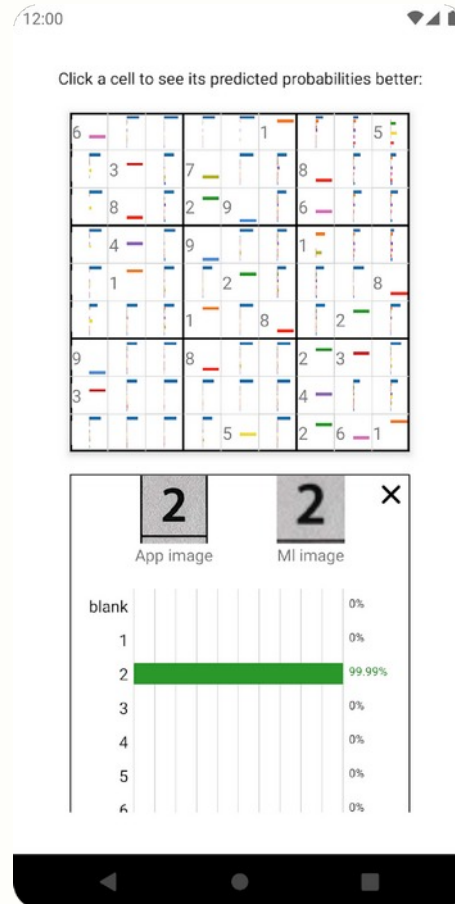 12:00
Click a cell to see its predicted probabilities better:
6 1 5
3 7 8
8 2 9 6
4 9 1
1 2 8
1 8 2
9 8 2 3
3 4
5 2 6 1
2 2
App image MI image
blank 0%
1 0%
2 99.99%
3 0%
4 0%
5 0%
6 0%